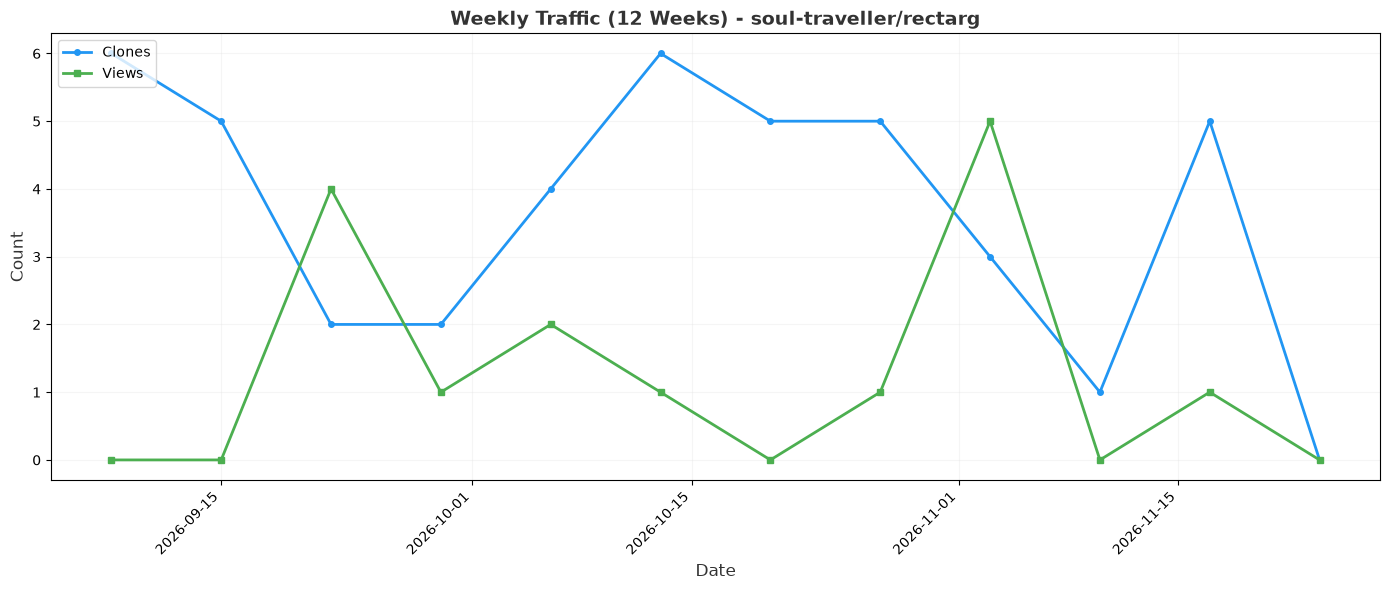 Weekly Traffic (12 Weeks) - soul-traveller/rectarg
Clones
Views
Count
6
5
4
3
2
1
0
2026-09-15
2026-10-01
2026-10-15
2026-11-01
2026-11-15
Date